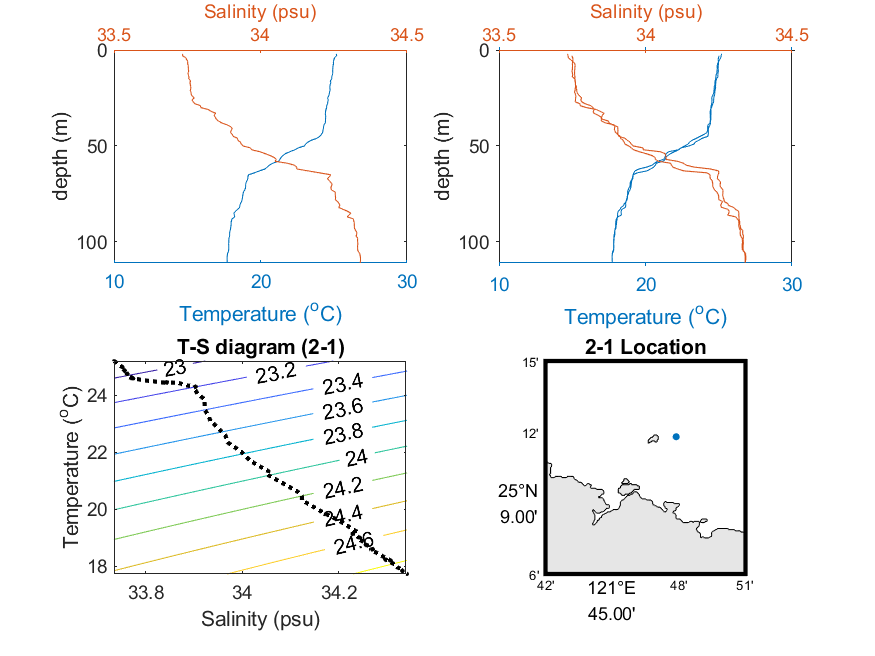 Salinity (psu)
33.5 34 34.5
0
50
100
depth (m)
10 20 30
Temperature (°C)
Salinity (psu)
33.5 34 34.5
0
50
100
depth (m)
10 20 30
Temperature (°C)
T-S diagram (2-1)
23
23.2
23.4
23.6
23.8
24
24.2
24.4
24.6
24
22
20
18
Temperature (°C)
33.8 34 34.2
Salinity (psu)
2-1 Location
15'
12'
25°N
9.00'
6'
42' 121°E 48' 51'
45.00'